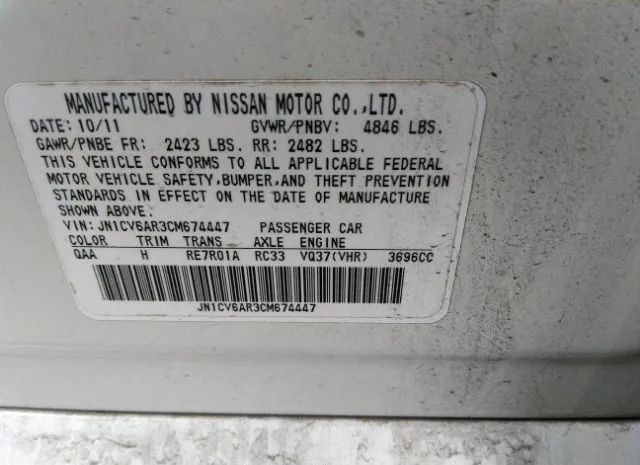 MANUFACTURED BY NISSAN MOTOR CO.,LTD.
DATE: 10/11 GVWR/PNBV: 4846 LBS.
GAWR/PNBE FR: 2423 LBS. RR: 2482 LBS.
THIS VEHICLE CONFORMS TO ALL APPLICABLE FEDERAL
MOTOR VEHICLE SAFETY,BUMPER,AND THEFT PREVENTION
STANDARDS IN EFFECT ON THE DATE OF MANUFACTURE
SHOWN ABOVE.
VIN:JN1CV6AR3CM674447 PASSENGER CAR
COLOR TRIM TRANS AXLE ENGINE
QAA H RE7R01A RC33 VQ37(VHR) 3696CC
JN1CV6AR3CM674447